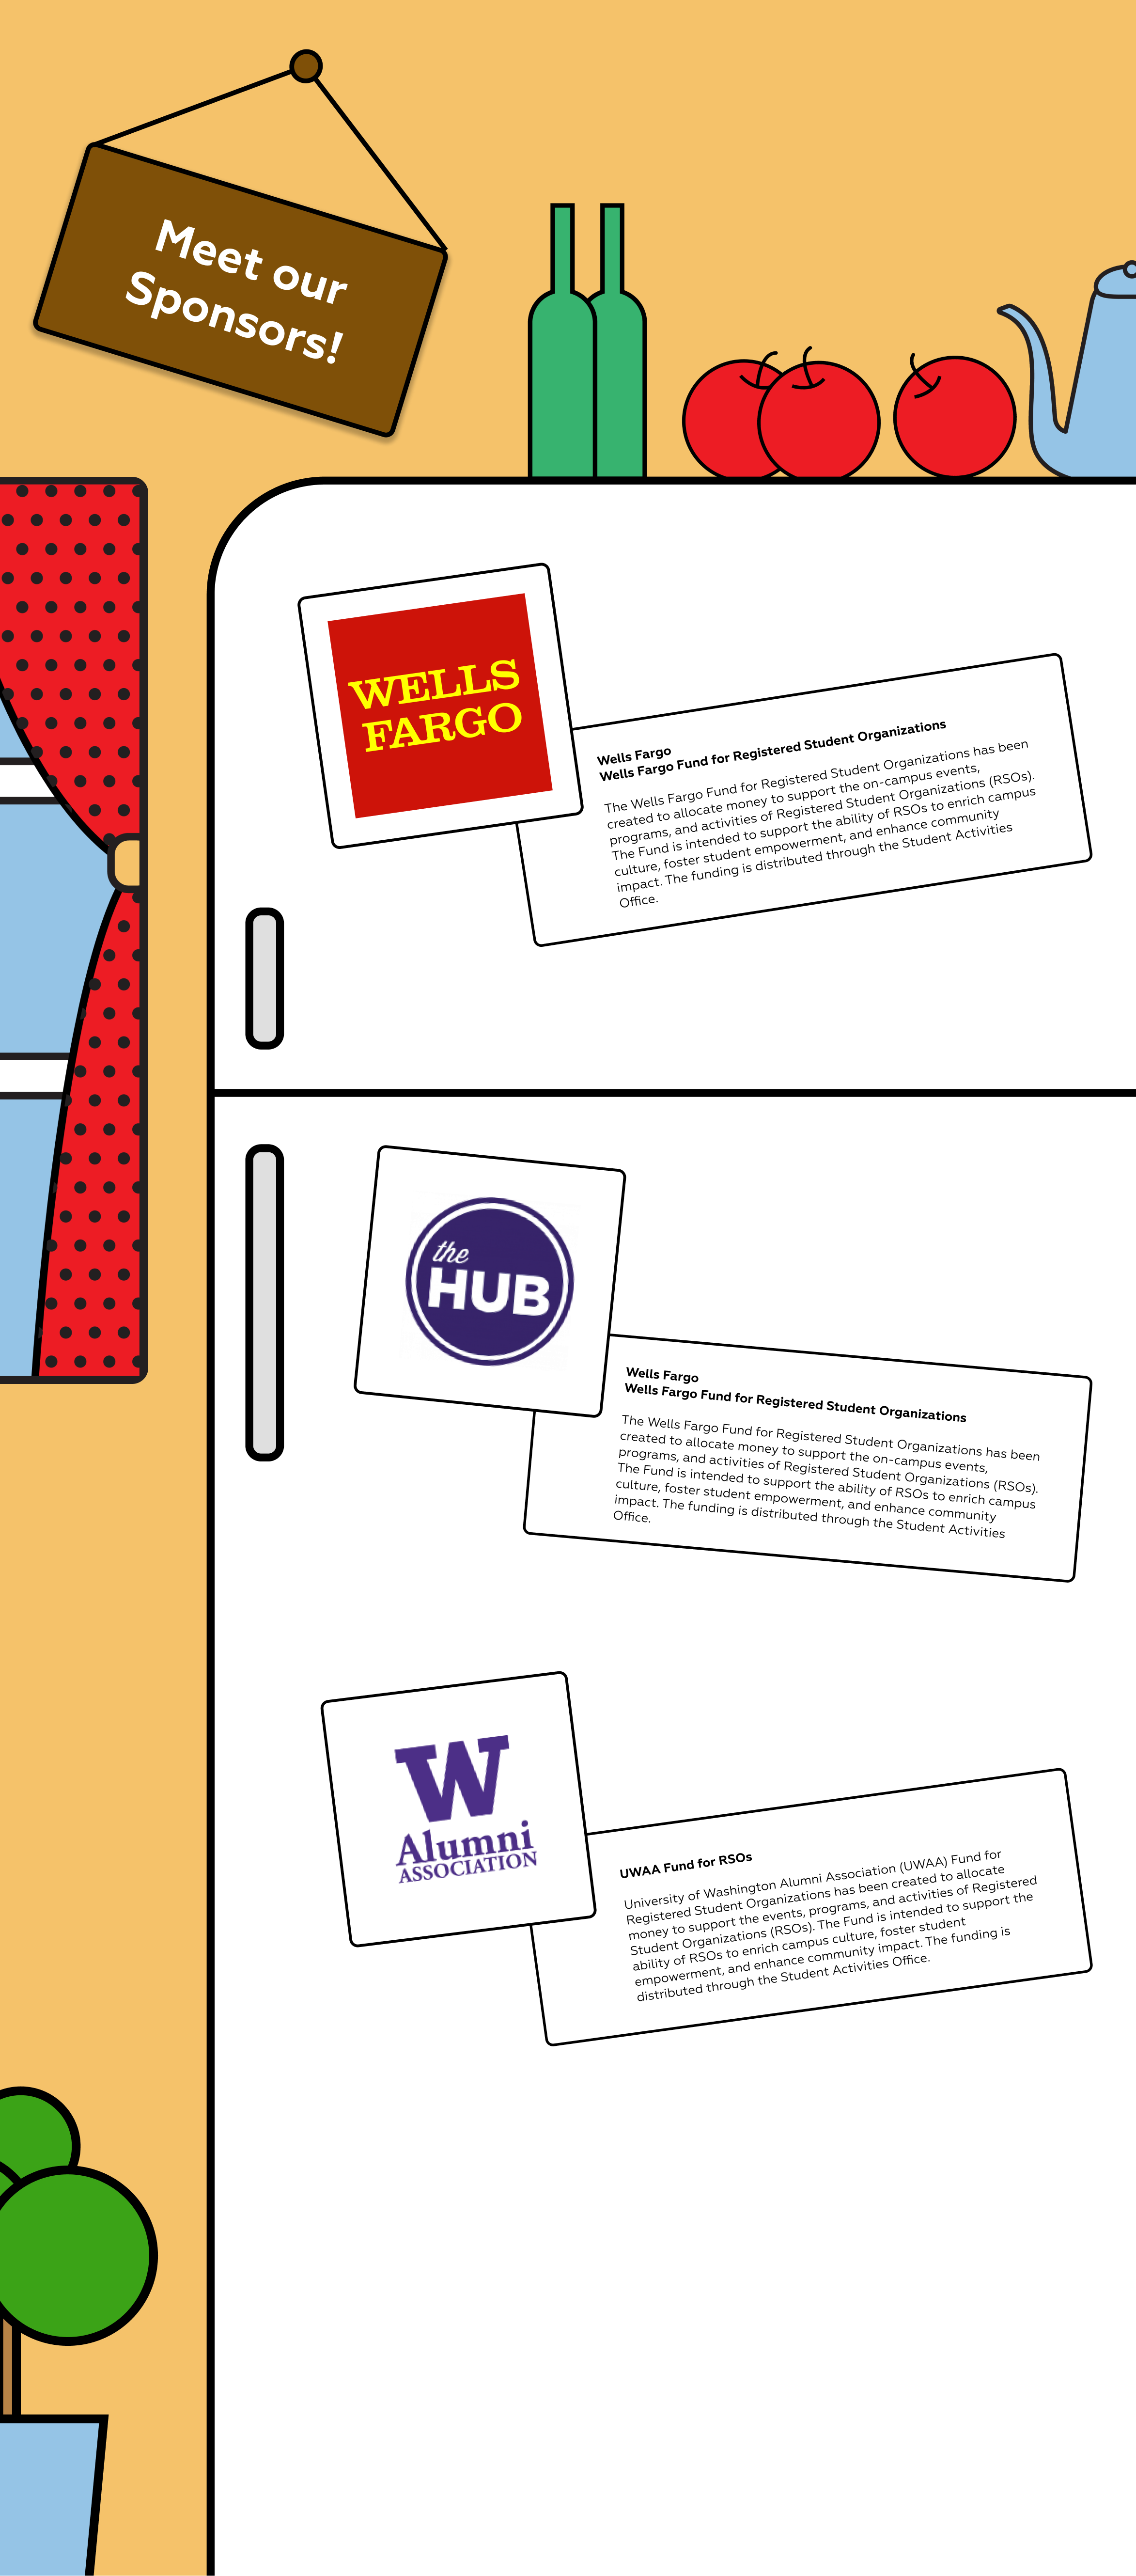 Meet our
Sponsors!
WELLS
FARGO
Wells Fargo
Wells Fargo Fund for Registered Student Organizations
The Wells Fargo Fund for Registered Student Organizations has been
created to allocate money to support the on-campus events,
programs, and activities of Registered Student Organizations (RSOs).
The Fund is intended to support the ability of RSOs to enrich campus
culture, foster student empowerment, and enhance community
impact. The funding is distributed through the Student Activities
Office.
the
HUB
Wells Fargo
Wells Fargo Fund for Registered Student Organizations
The Wells Fargo Fund for Registered Student Organizations has been
created to allocate money to support the on-campus events,
programs, and activities of Registered Student Organizations (RSOs).
The Fund is intended to support the ability of RSOs to enrich campus
culture, foster student empowerment, and enhance community
impact. The funding is distributed through the Student Activities
Office.
W
Alumni
ASSOCIATION
UWAA Fund for RSOs
University of Washington Alumni Association (UWAA) Fund for
Registered Student Organizations has been created to allocate
money to support the events, programs, and activities of Registered
Student Organizations (RSOs). The Fund is intended to support the
ability of RSOs to enrich campus culture, foster student
empowerment, and enhance community impact. The funding is
distributed through the Student Activities Office.